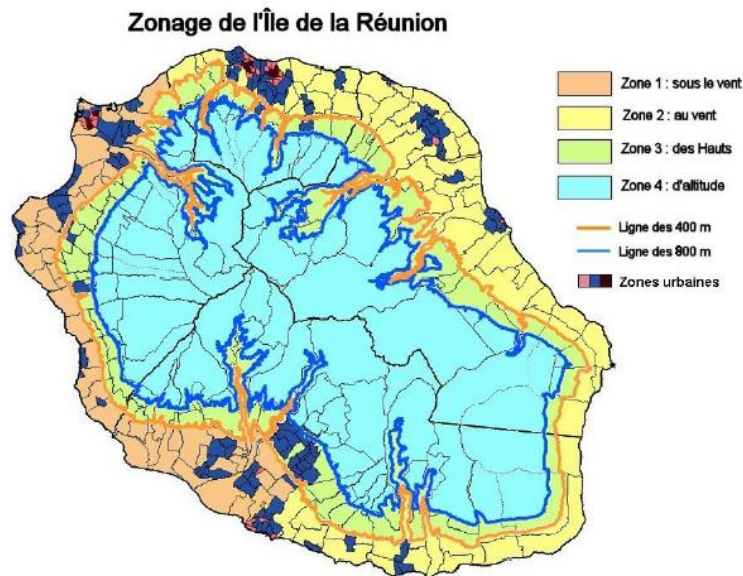 Zonage de l'Île de la Réunion
Zone 1 : sous le vent
Zone 2 : au vent
Zone 3 : des Hauts
Zone 4 : d'altitude
Ligne des 400 m
Ligne des 800 m
Zones urbaines